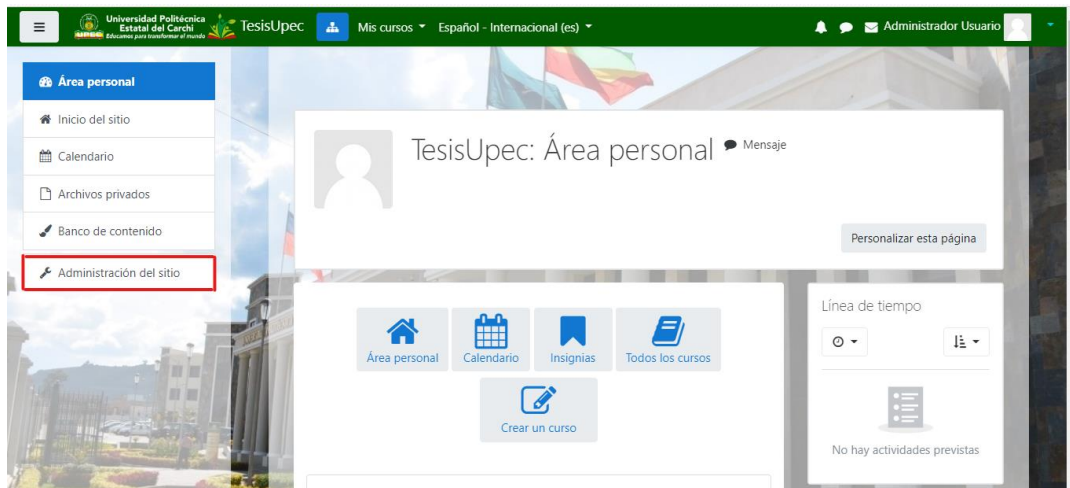 Universidad Politécnica
Estatal del Carchi
Educamos para transformar el mundo
UPEC
TesisUpec
Mis cursos
Español - Internacional (es)
Administrador Usuario
Área personal
Inicio del sitio
Calendario
Archivos privados
Banco de contenido
Administración del sitio
TesisUpec: Área personal
Mensaje
Personalizar esta página
Área personal
Calendario
Insignias
Todos los cursos
Crear un curso
Línea de tiempo
No hay actividades previstas